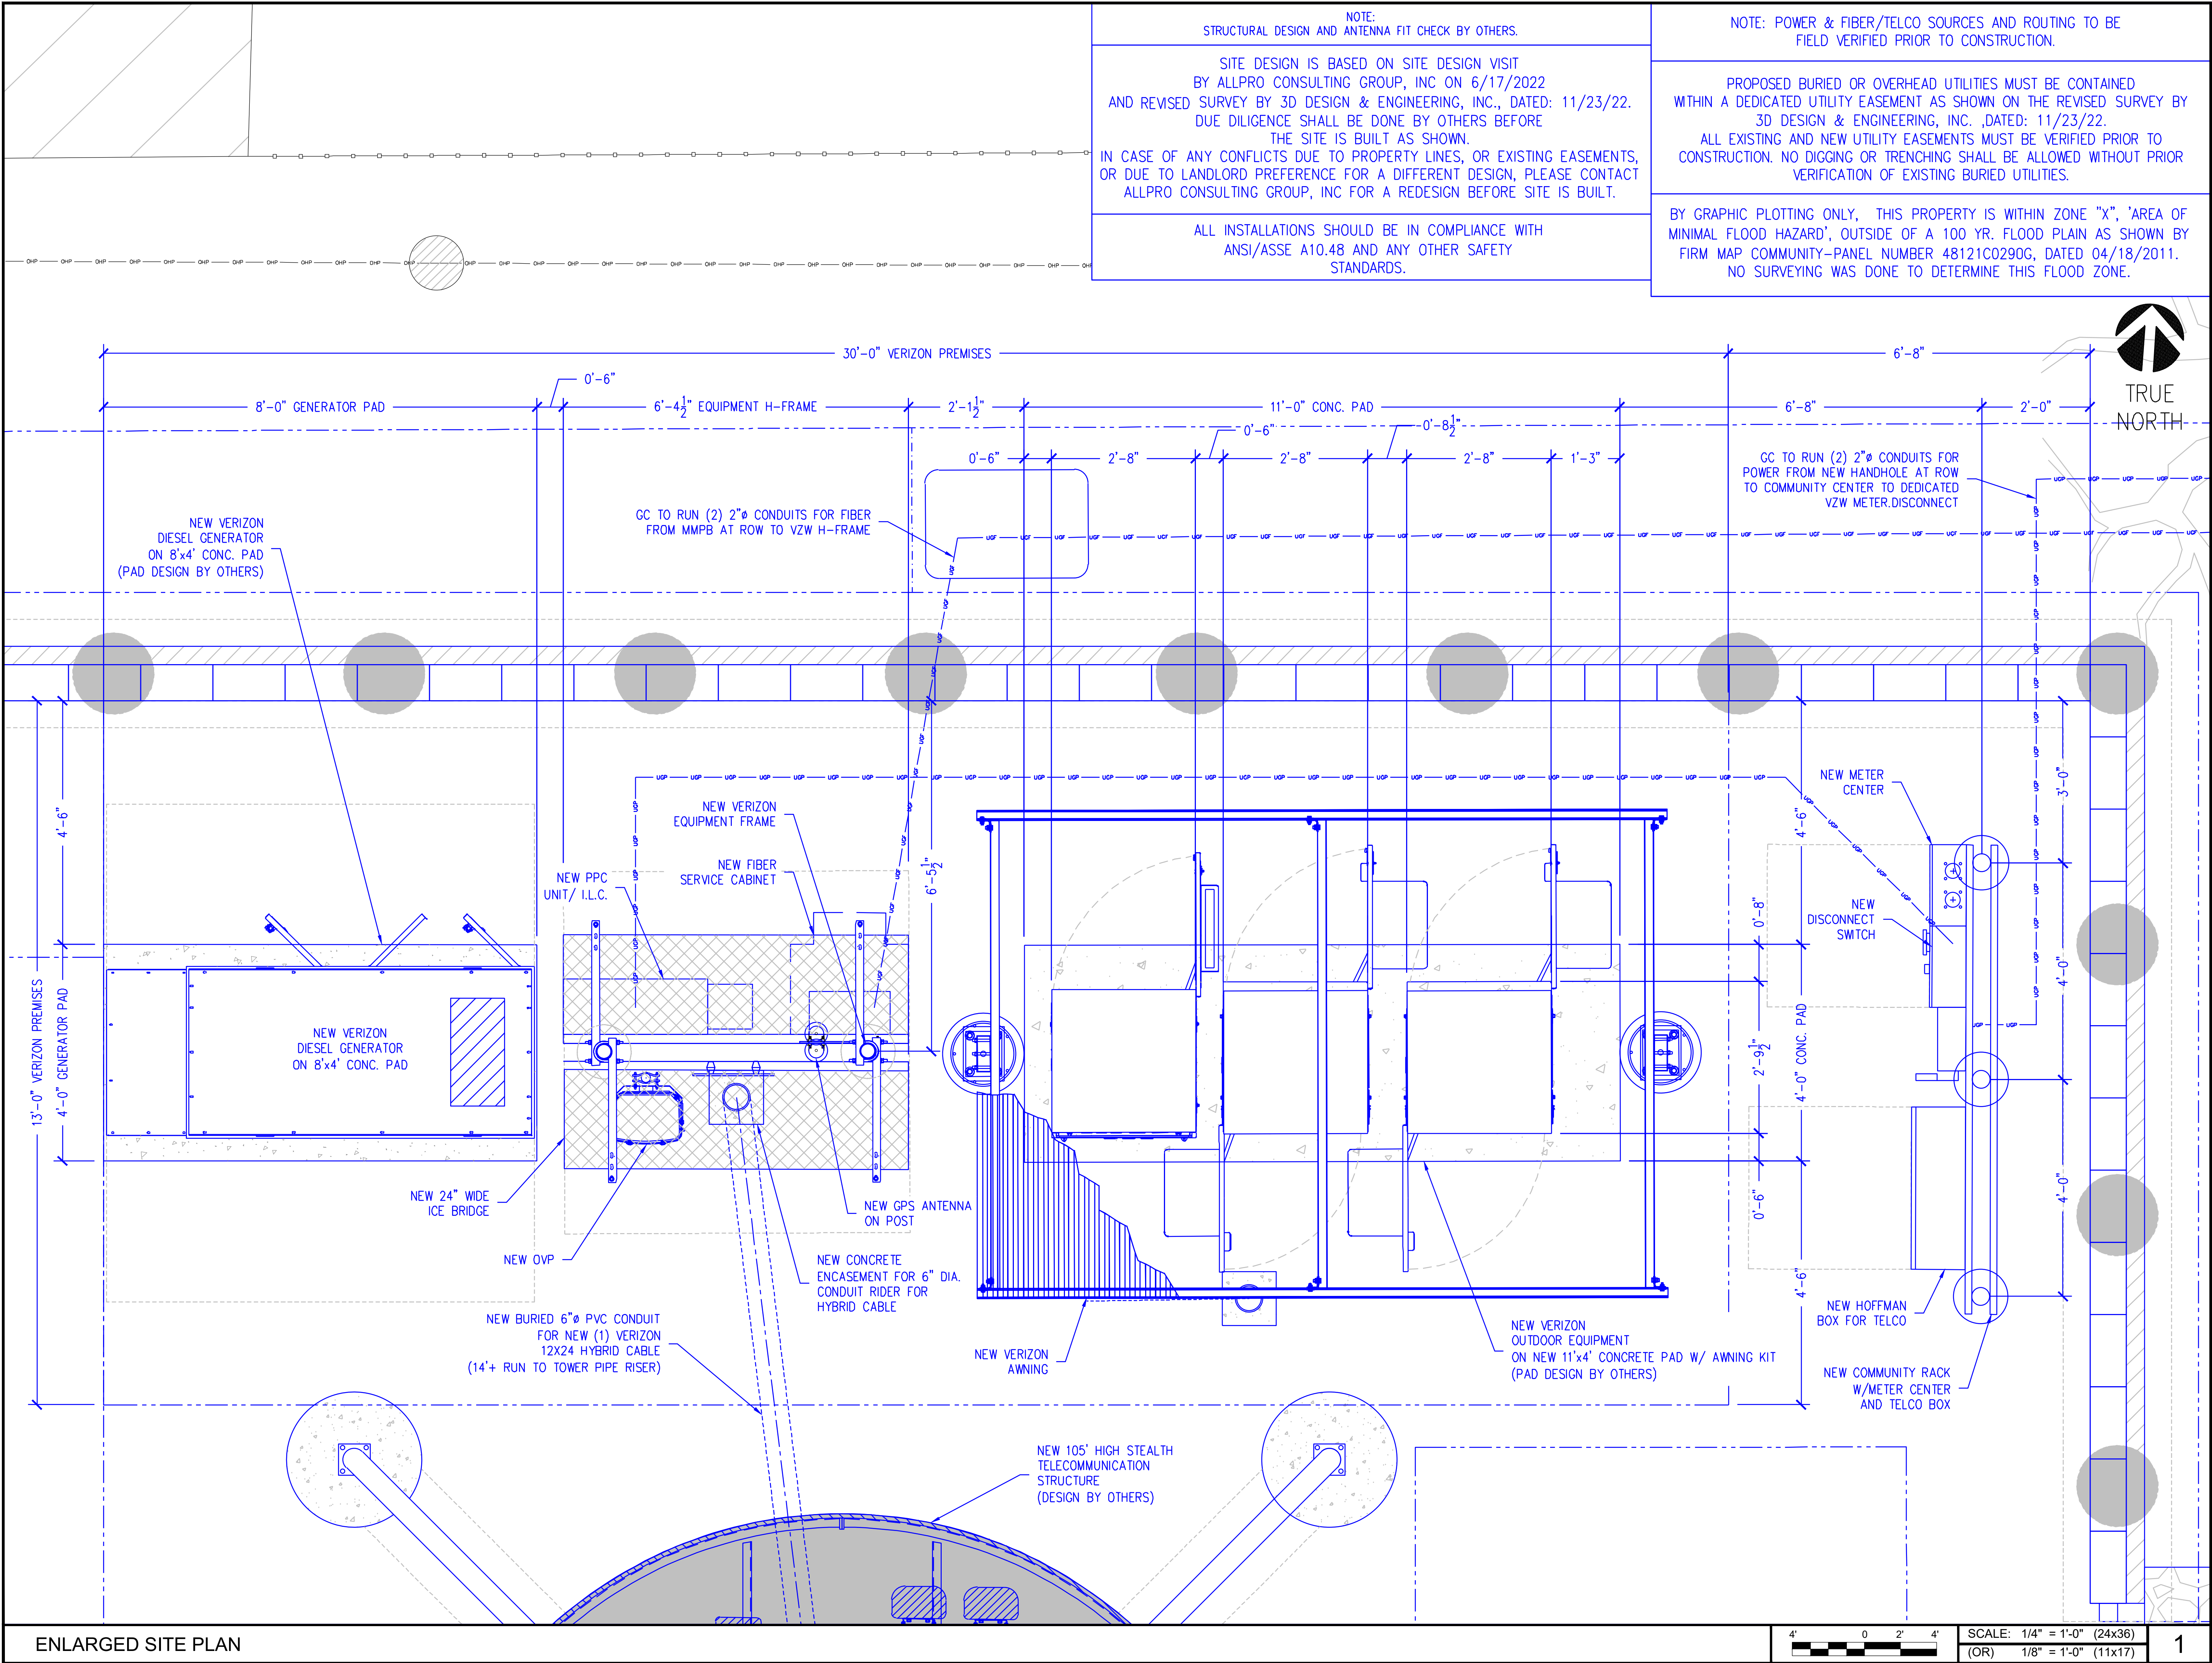 NOTE:
STRUCTURAL DESIGN AND ANTENNA FIT CHECK BY OTHERS.
SITE DESIGN IS BASED ON SITE DESIGN VISIT
BY ALLPRO CONSULTING GROUP, INC ON 6/17/2022
AND REVISED SURVEY BY 3D DESIGN & ENGINEERING, INC., DATED: 11/23/22.
DUE DILIGENCE SHALL BE DONE BY OTHERS BEFORE
THE SITE IS BUILT AS SHOWN.
IN CASE OF ANY CONFLICTS DUE TO PROPERTY LINES, OR EXISTING EASEMENTS,
OR DUE TO LANDLORD PREFERENCE FOR A DIFFERENT DESIGN, PLEASE CONTACT
ALLPRO CONSULTING GROUP, INC FOR A REDESIGN BEFORE SITE IS BUILT.
ALL INSTALLATIONS SHOULD BE IN COMPLIANCE WITH
ANSI/ASSE A10.48 AND ANY OTHER SAFETY
STANDARDS.
NOTE: POWER & FIBER/TELCO SOURCES AND ROUTING TO BE
FIELD VERIFIED PRIOR TO CONSTRUCTION.
PROPOSED BURIED OR OVERHEAD UTILITIES MUST BE CONTAINED
WITHIN A DEDICATED UTILITY EASEMENT AS SHOWN ON THE REVISED SURVEY BY
3D DESIGN & ENGINEERING, INC. ,DATED: 11/23/22.
ALL EXISTING AND NEW UTILITY EASEMENTS MUST BE VERIFIED PRIOR TO
CONSTRUCTION. NO DIGGING OR TRENCHING SHALL BE ALLOWED WITHOUT PRIOR
VERIFICATION OF EXISTING BURIED UTILITIES.
BY GRAPHIC PLOTTING ONLY, THIS PROPERTY IS WITHIN ZONE "X", 'AREA OF
MINIMAL FLOOD HAZARD', OUTSIDE OF A 100 YR. FLOOD PLAIN AS SHOWN BY
FIRM MAP COMMUNITY-PANEL NUMBER 48121C0290G, DATED 04/18/2011.
NO SURVEYING WAS DONE TO DETERMINE THIS FLOOD ZONE.
TRUE
NORTH
30'-0" VERIZON PREMISES
6'-8"
0'-6"
8'-0" GENERATOR PAD
6'-4 1/2" EQUIPMENT H-FRAME
2'-1 1/2"
11'-0" CONC. PAD
6'-8"
2'-0"
0'-6"
0'-8 1/2"
0'-6"
2'-8"
2'-8"
2'-8"
1'-3"
GC TO RUN (2) 2"ø CONDUITS FOR
POWER FROM NEW HANDHOLE AT ROW
TO COMMUNITY CENTER TO DEDICATED
VZW METER.DISCONNECT
GC TO RUN (2) 2"ø CONDUITS FOR FIBER
FROM MMPB AT ROW TO VZW H-FRAME
NEW VERIZON
DIESEL GENERATOR
ON 8'x4' CONC. PAD
(PAD DESIGN BY OTHERS)
NEW VERIZON
EQUIPMENT FRAME
NEW FIBER
SERVICE CABINET
NEW PPC
UNIT/ I.L.C.
NEW METER
CENTER
NEW
DISCONNECT
SWITCH
4'-6"
13'-0" VERIZON PREMISES
4'-0" GENERATOR PAD
6'-5 1/2"
4'-6"
0'-8"
2'-9 1/2"
4'-0" CONC. PAD
0'-6"
4'-6"
3'-0"
4'-0"
4'-0"
NEW VERIZON
DIESEL GENERATOR
ON 8'x4' CONC. PAD
NEW 24" WIDE
ICE BRIDGE
NEW OVP
NEW GPS ANTENNA
ON POST
NEW CONCRETE
ENCASEMENT FOR 6" DIA.
CONDUIT RIDER FOR
HYBRID CABLE
NEW BURIED 6"ø PVC CONDUIT
FOR NEW (1) VERIZON
12X24 HYBRID CABLE
(14'+ RUN TO TOWER PIPE RISER)
NEW VERIZON
AWNING
NEW VERIZON
OUTDOOR EQUIPMENT
ON NEW 11'x4' CONCRETE PAD W/ AWNING KIT
(PAD DESIGN BY OTHERS)
NEW HOFFMAN
BOX FOR TELCO
NEW COMMUNITY RACK
W/METER CENTER
AND TELCO BOX
NEW 105' HIGH STEALTH
TELECOMMUNICATION
STRUCTURE
(DESIGN BY OTHERS)
ENLARGED SITE PLAN
4' 0 2' 4'
SCALE: 1/4" = 1'-0" (24x36)
(OR) 1/8" = 1'-0" (11x17)
1